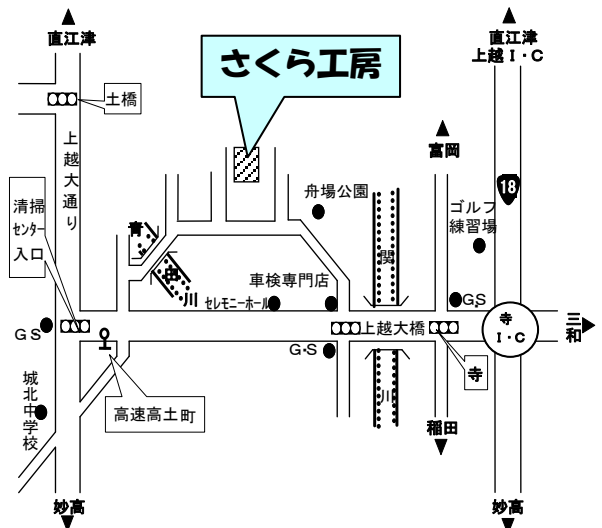 直江津
直江津
上越I・C
さくら工房
土橋
上越大通り
富岡
18
清掃
センター
入口
舟場公園
ゴルフ
練習場
青
田
川
関
車検専門店
セレモニーホール
GS
GS
上越大橋
寺
I・C
三和
G・S
寺
川
高速高土町
城北中学校
稲田
妙高
妙高